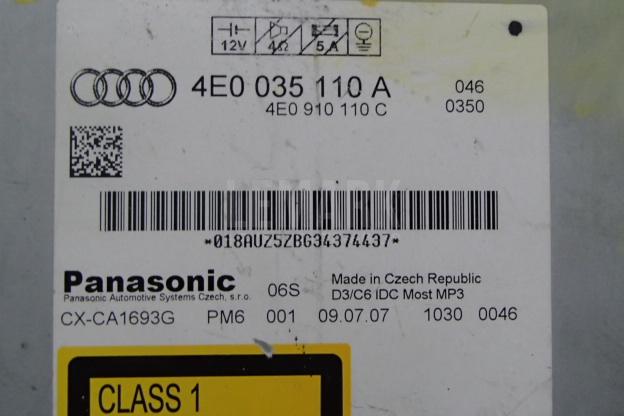 12V 4Ω 5A
4E0 035 110 A 046
4E0 910 110 C 0350
LEMARK
*018AUZ5ZBG34374437*
Panasonic 06S Made in Czech Republic
Panasonic Automotive Systems Czech, s.r.o. D3/C6 IDC Most MP3
CX-CA1693G PM6 001 09.07.07 1030 0046
CLASS 1